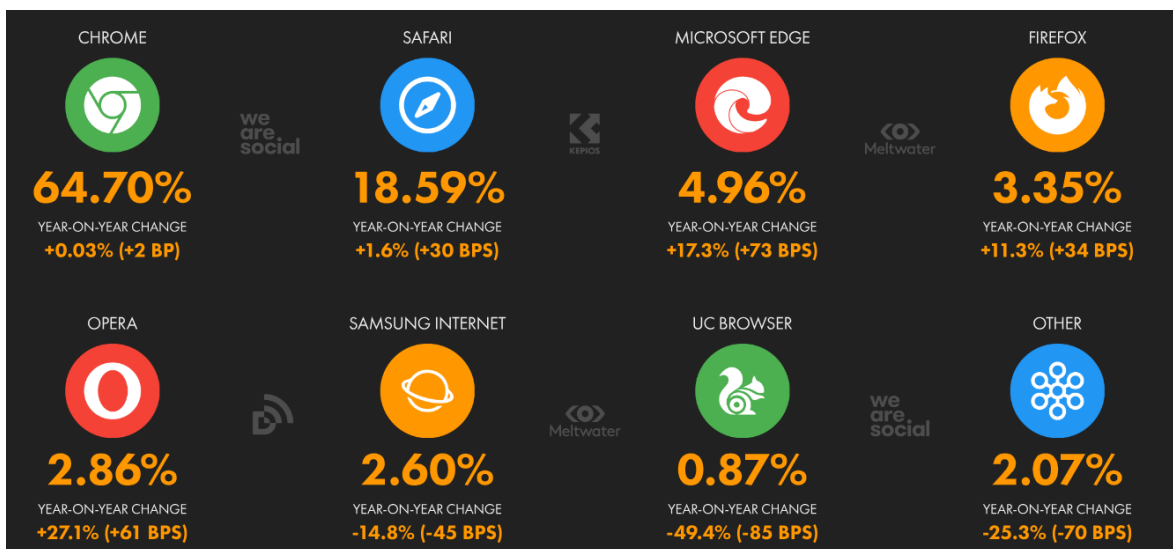 CHROME
SAFARI
MICROSOFT EDGE
FIREFOX
we
are.
social
KEPIOS
Meltwater
64.70%
18.59%
4.96%
3.35%
YEAR-ON-YEAR CHANGE
YEAR-ON-YEAR CHANGE
YEAR-ON-YEAR CHANGE
YEAR-ON-YEAR CHANGE
+0.03% (+2 BP)
+1.6% (+30 BPS)
+17.3% (+73 BPS)
+11.3% (+34 BPS)
OPERA
SAMSUNG INTERNET
UC BROWSER
OTHER
Meltwater
we
are.
social
2.86%
2.60%
0.87%
2.07%
YEAR-ON-YEAR CHANGE
YEAR-ON-YEAR CHANGE
YEAR-ON-YEAR CHANGE
YEAR-ON-YEAR CHANGE
+27.1% (+61 BPS)
-14.8% (-45 BPS)
-49.4% (-85 BPS)
-25.3% (-70 BPS)